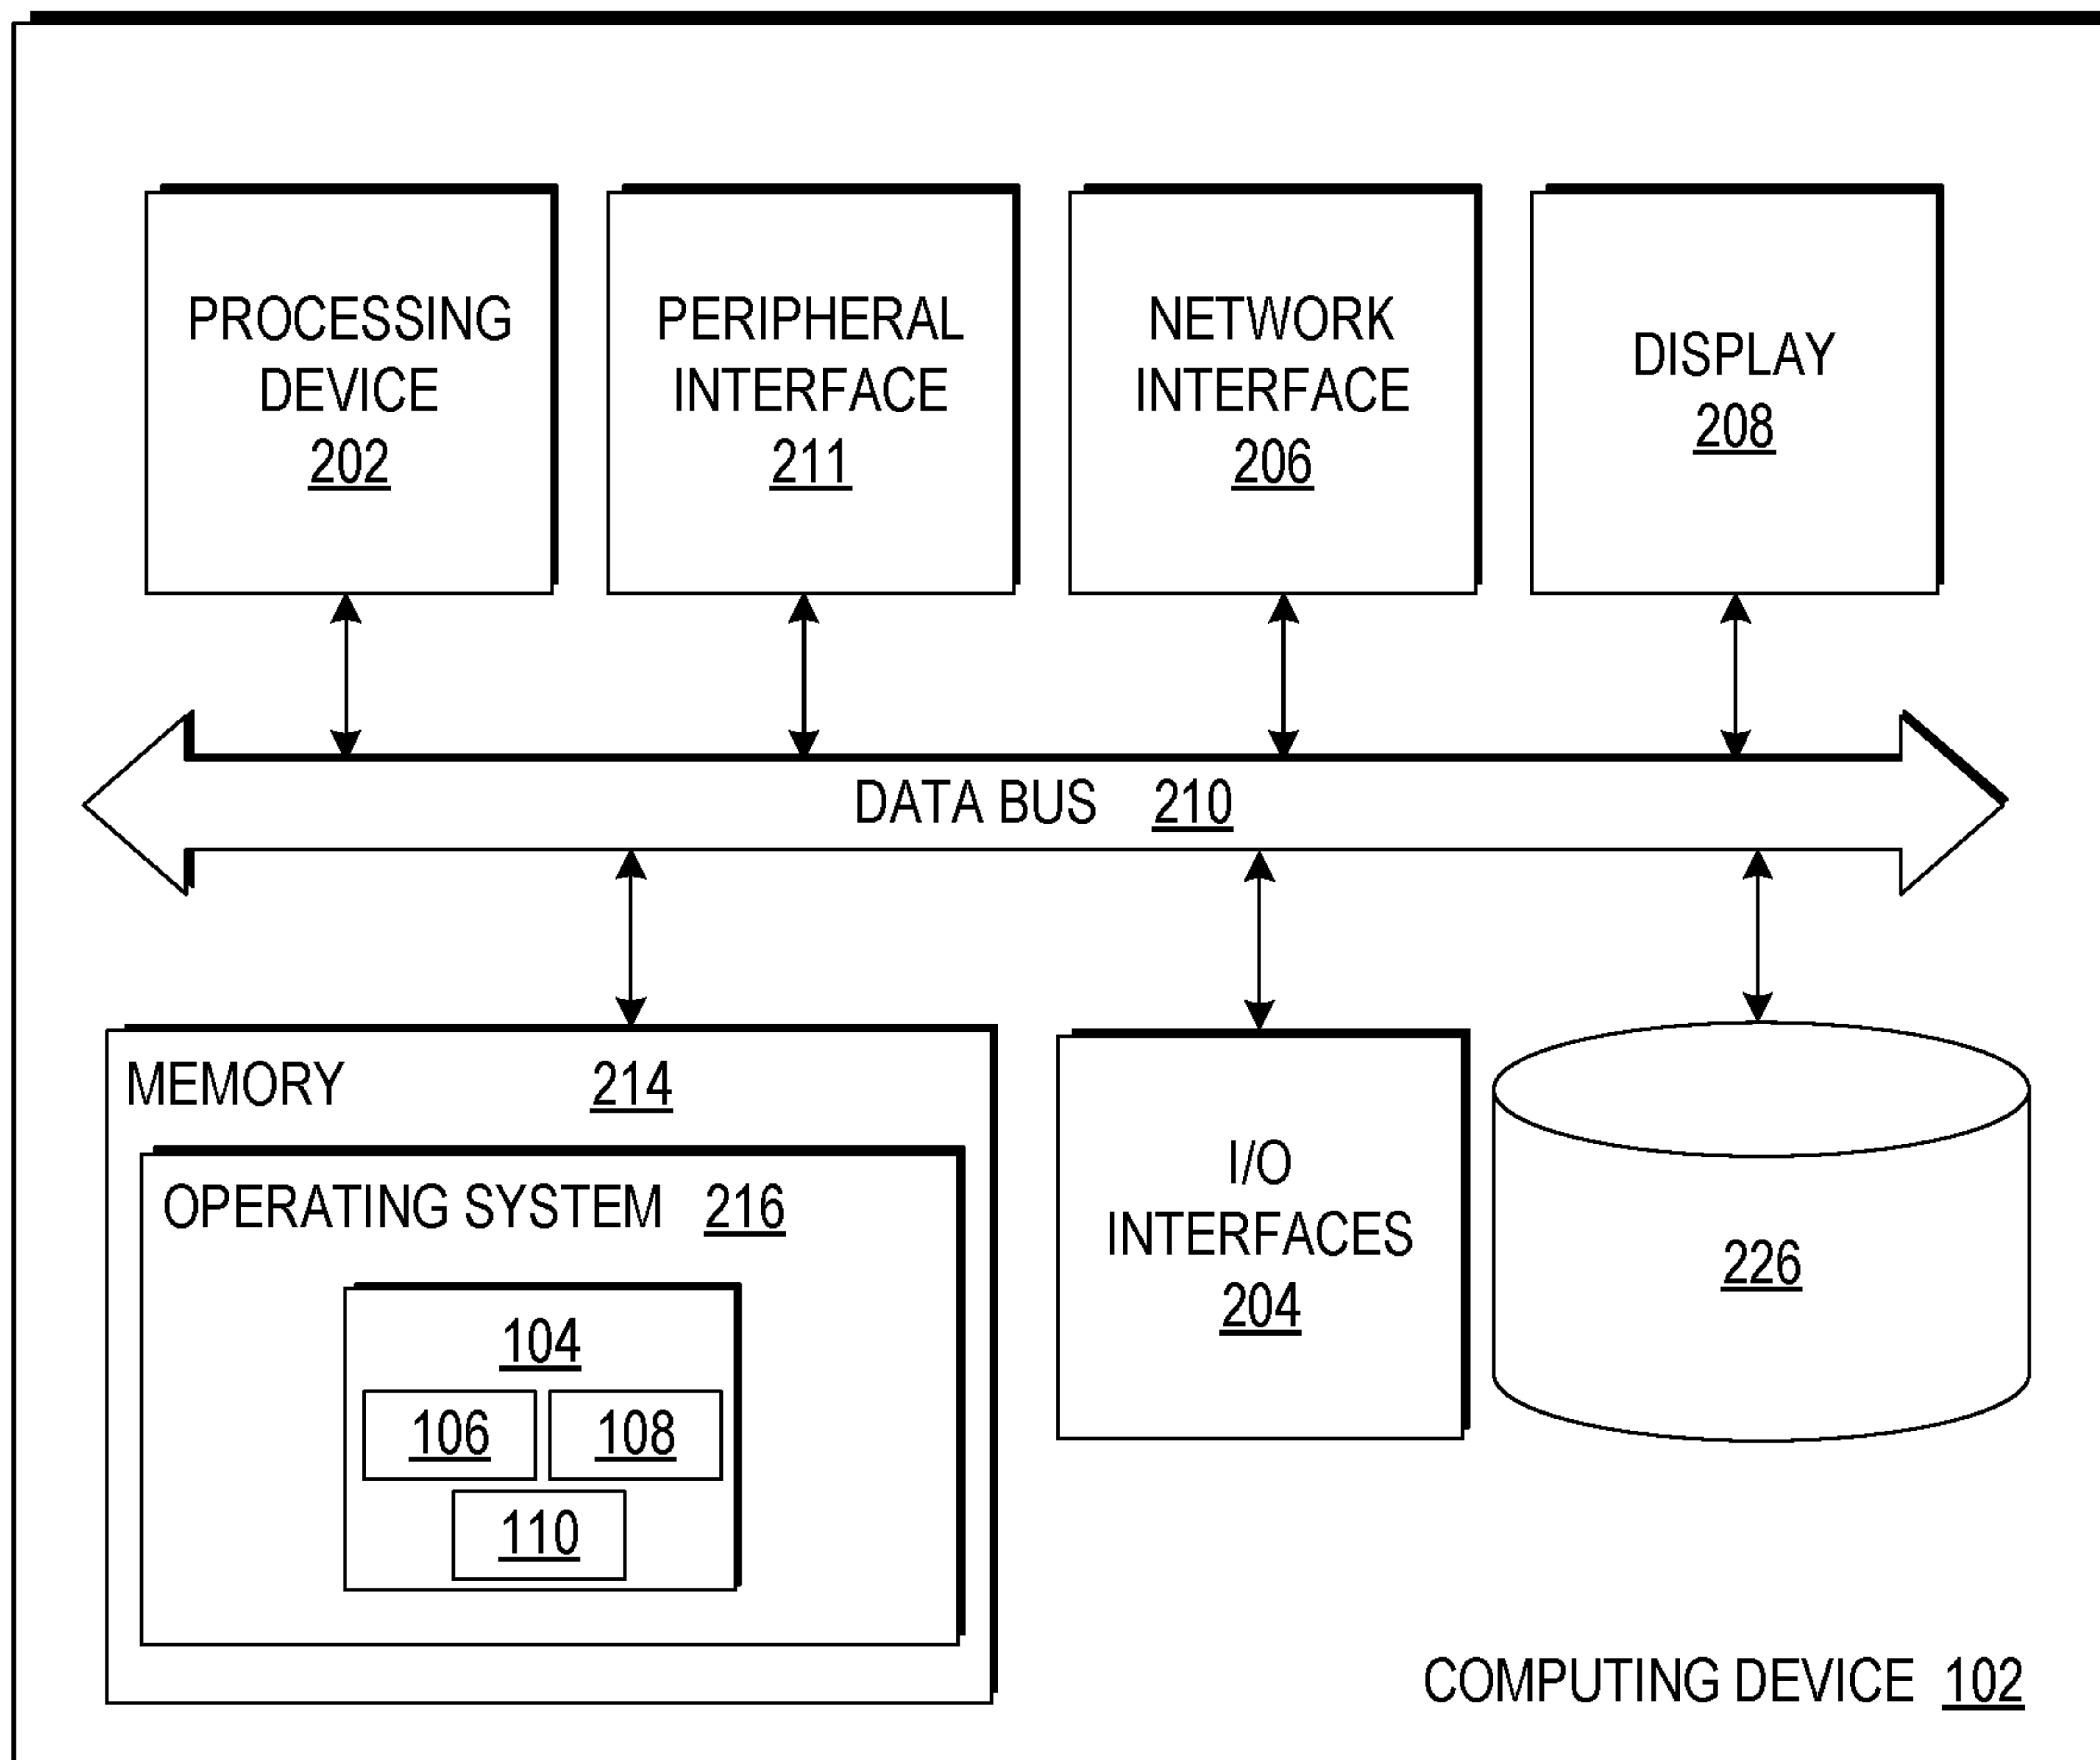 PROCESSING
DEVICE
202
PERIPHERAL
INTERFACE
211
NETWORK
INTERFACE
206
DISPLAY
208
DATA BUS 210
MEMORY 214
OPERATING SYSTEM 216
104
106 108
110
I/O
INTERFACES
204
226
COMPUTING DEVICE 102